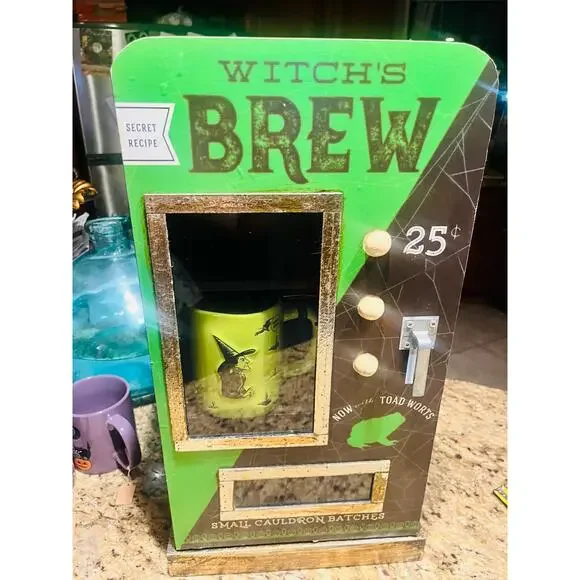 WITCH'S
BREW
SECRET
RECIPE
25¢
NOW with TOAD WORTS
SMALL CAULDRON BATCHES